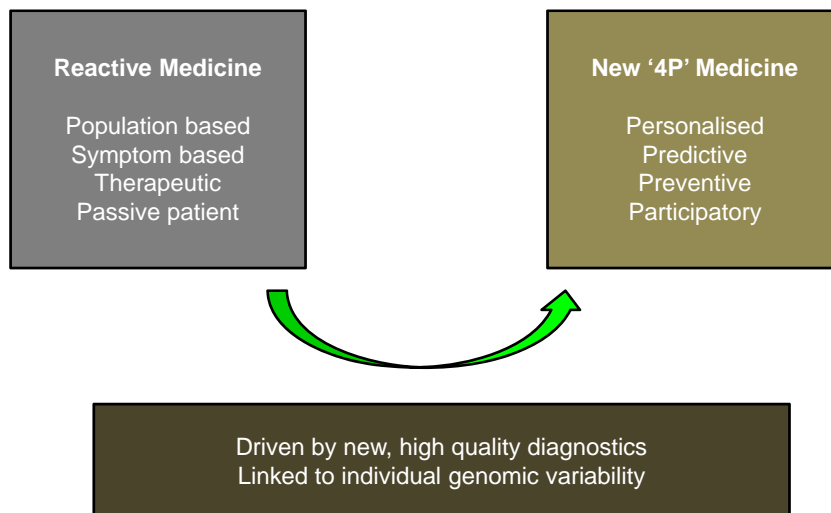 Reactive Medicine
Population based
Symptom based
Therapeutic
Passive patient
New ‘4P’ Medicine
Personalised
Predictive
Preventive
Participatory
Driven by new, high quality diagnostics
Linked to individual genomic variability